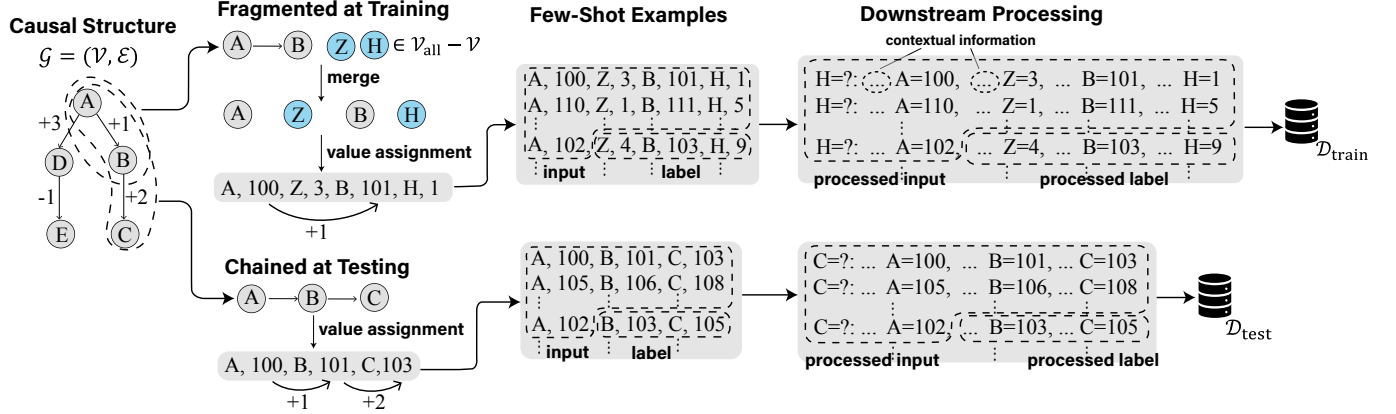 Causal Structure
𝒢 = (𝒱, ℰ)
A
+3
+1
D
B
-1
+2
E
C
Fragmented at Training
A B Z H ∈ 𝒱all − 𝒱
merge
A Z B H
value assignment
A, 100, Z, 3, B, 101, H, 1
+1
Chained at Testing
A B C
value assignment
A, 100, B, 101, C,103
+1 +2
Few-Shot Examples
A, 100, Z, 3, B, 101, H, 1
A, 110, Z, 1, B, 111, H, 5
A, 102, Z, 4, B, 103, H, 9
input label
A, 100, B, 101, C, 103
A, 105, B, 106, C, 108
A, 102, B, 103, C, 105
input label
Downstream Processing
contextual information
H=?: ... A=100, ... Z=3, ... B=101, ... H=1
H=?: ... A=110, ... Z=1, ... B=111, ... H=5
H=?: ... A=102, ... Z=4, ... B=103, ... H=9
processed input processed label
𝒟train
C=?: ... A=100, ... B=101, ... C=103
C=?: ... A=105, ... B=106, ... C=108
C=?: ... A=102, ... B=103, ... C=105
processed input processed label
𝒟test